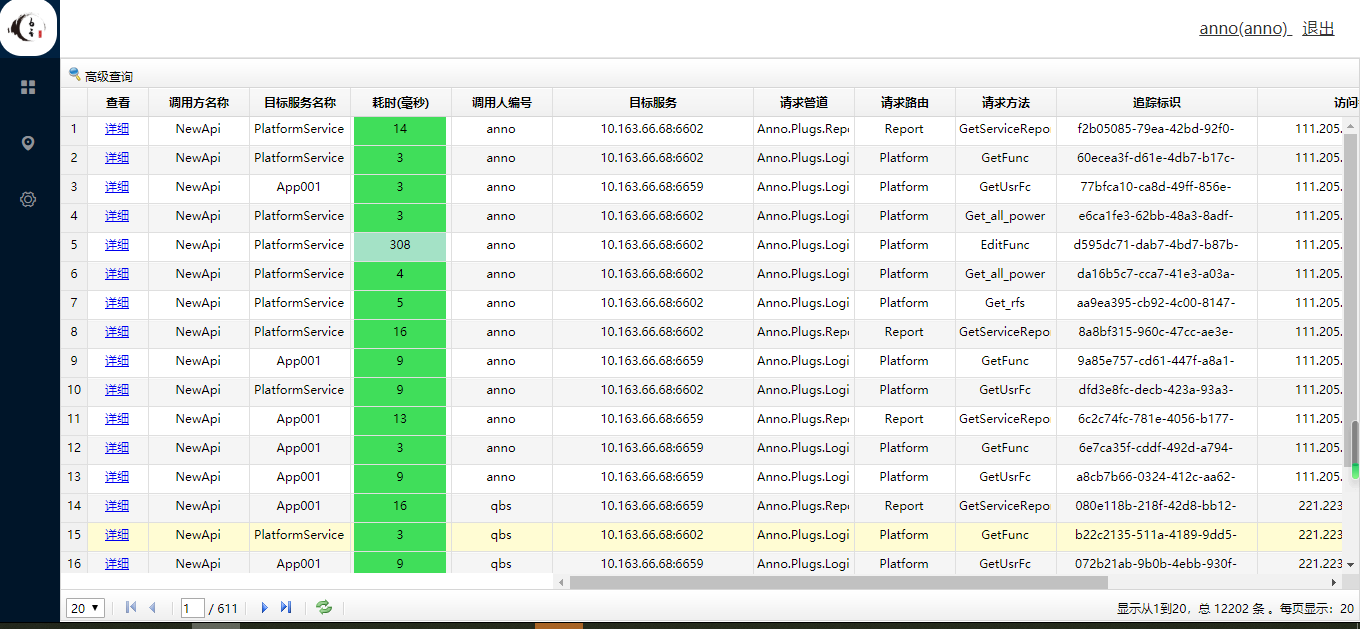 anno(anno) 退出
高级查询
查看 调用方名称 目标服务名称 耗时(毫秒) 调用人编号 目标服务 请求管道 请求路由 请求方法 追踪标识 访问
1 详细 NewApi PlatformService 14 anno 10.163.66.68:6602 Anno.Plugs.Repo Report GetServiceRepo f2b05085-79ea-42bd-92f0- 111.205.
2 详细 NewApi PlatformService 3 anno 10.163.66.68:6602 Anno.Plugs.Logi Platform GetFunc 60ecea3f-d61e-4db7-b17c- 111.205.
3 详细 NewApi App001 3 anno 10.163.66.68:6659 Anno.Plugs.Logi Platform GetUsrFc 77bfca10-ca8d-49ff-856e- 111.205.
4 详细 NewApi PlatformService 3 anno 10.163.66.68:6602 Anno.Plugs.Logi Platform Get_all_power e6ca1fe3-62bb-48a3-8adf- 111.205.
5 详细 NewApi PlatformService 308 anno 10.163.66.68:6602 Anno.Plugs.Logi Platform EditFunc d595dc71-dab7-4bd7-b87b- 111.205.
6 详细 NewApi PlatformService 4 anno 10.163.66.68:6602 Anno.Plugs.Logi Platform Get_all_power da16b5c7-cca7-41e3-a03a- 111.205.
7 详细 NewApi PlatformService 5 anno 10.163.66.68:6602 Anno.Plugs.Logi Platform Get_rfs aa9ea395-cb92-4c00-8147- 111.205.
8 详细 NewApi PlatformService 16 anno 10.163.66.68:6602 Anno.Plugs.Repo Report GetServiceRepo 8a8bf315-960c-47cc-ae3e- 111.205.
9 详细 NewApi App001 9 anno 10.163.66.68:6659 Anno.Plugs.Logi Platform GetFunc 9a85e757-cd61-447f-a8a1- 111.205.
10 详细 NewApi PlatformService 9 anno 10.163.66.68:6602 Anno.Plugs.Logi Platform GetUsrFc dfd3e8fc-decb-423a-93a3- 111.205.
11 详细 NewApi App001 13 anno 10.163.66.68:6659 Anno.Plugs.Repo Report GetServiceRepo 6c2c74fc-781e-4056-b177- 111.205.
12 详细 NewApi App001 3 anno 10.163.66.68:6659 Anno.Plugs.Logi Platform GetFunc 6e7ca35f-cddf-492d-a794- 111.205.
13 详细 NewApi App001 9 anno 10.163.66.68:6659 Anno.Plugs.Logi Platform GetUsrFc a8cb7b66-0324-412c-aa62- 111.205.
14 详细 NewApi App001 16 qbs 10.163.66.68:6659 Anno.Plugs.Repo Report GetServiceRepo 080e118b-218f-42d8-bb12- 221.223
15 详细 NewApi PlatformService 3 qbs 10.163.66.68:6602 Anno.Plugs.Logi Platform GetFunc b22c2135-511a-4189-9dd5- 221.223
16 详细 NewApi App001 9 qbs 10.163.66.68:6659 Anno.Plugs.Logi Platform GetUsrFc 072b21ab-9b0b-4ebb-930f- 221.223
20 1 / 611 显示从1到20，总 12202 条 。每页显示：20